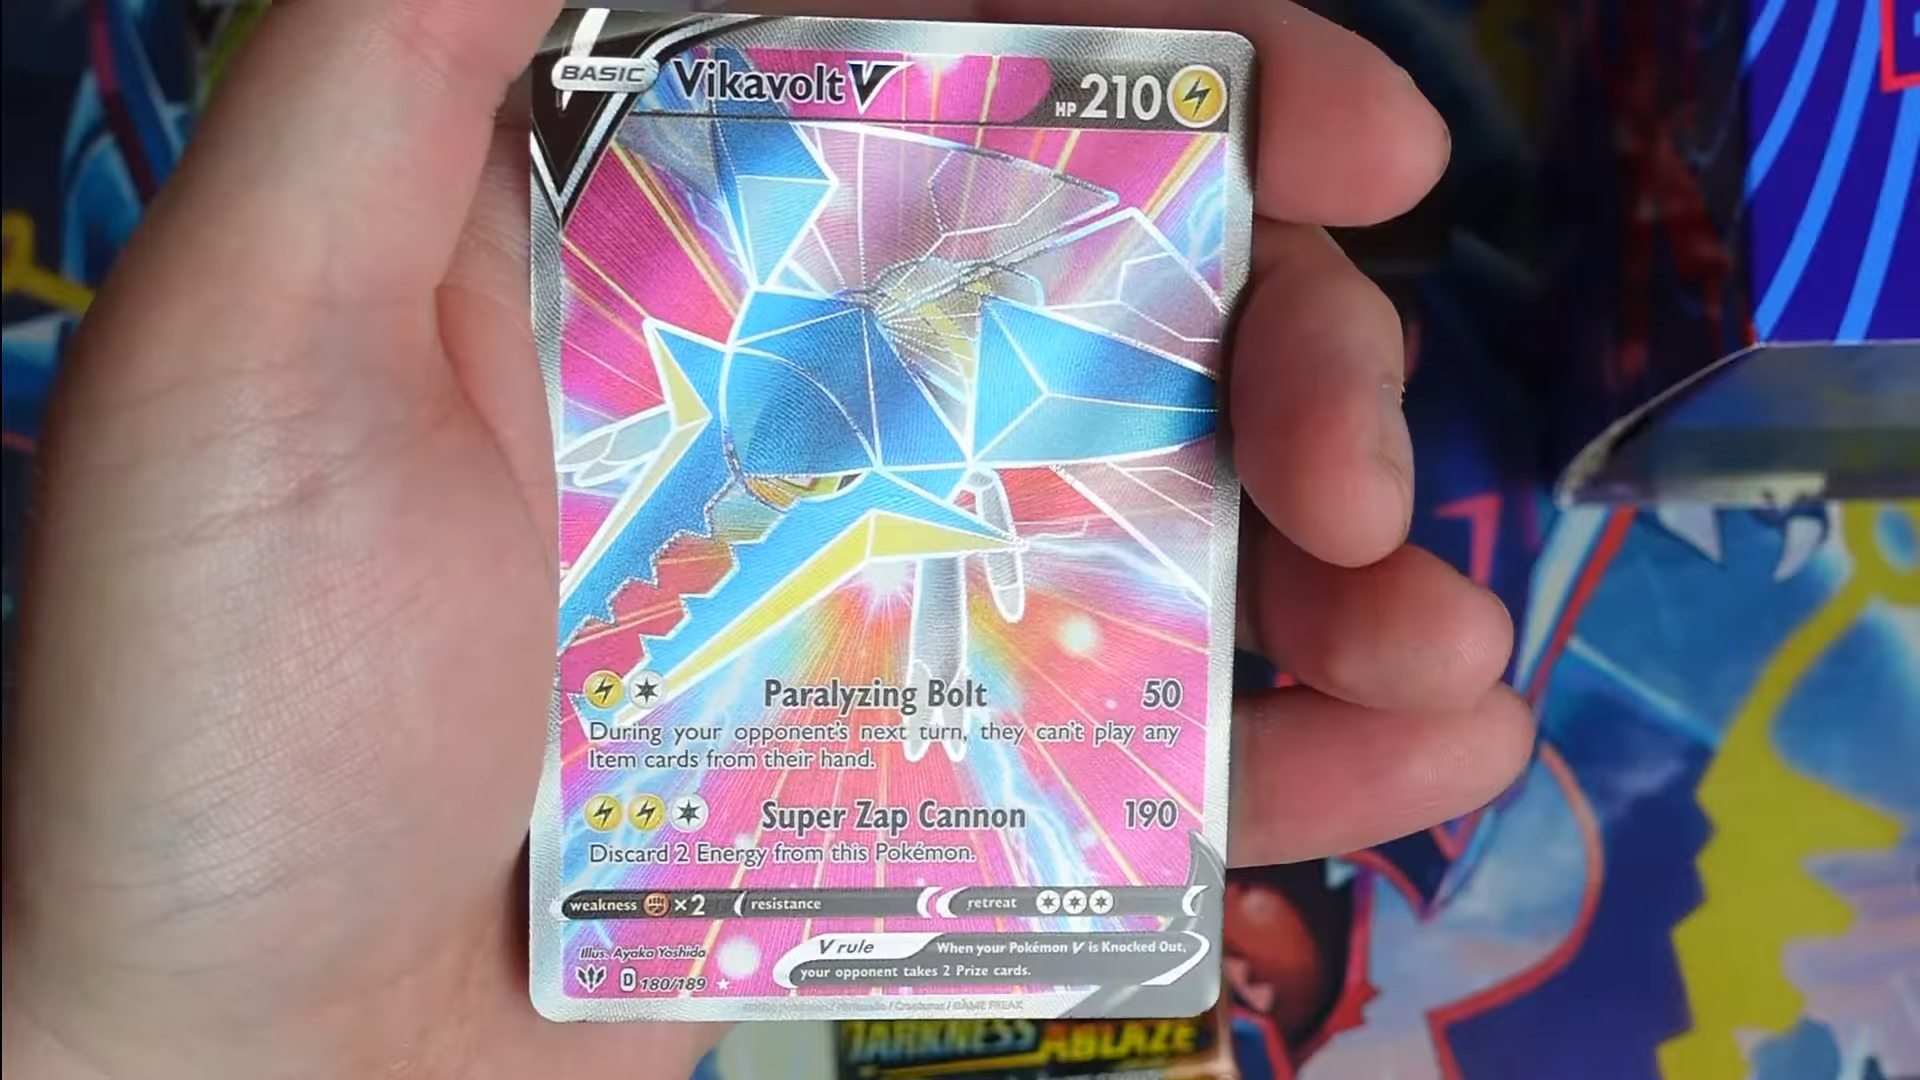 BASIC Vikavolt V HP 210
Paralyzing Bolt 50
During your opponent's next turn, they can't play any
Item cards from their hand.
Super Zap Cannon 190
Discard 2 Energy from this Pokémon.
weakness ×2 resistance retreat
Illus. Ayaka Yoshida
V rule When your Pokémon V is Knocked Out,
your opponent takes 2 Prize cards.
D 180/189
DARKNESS ABLAZE